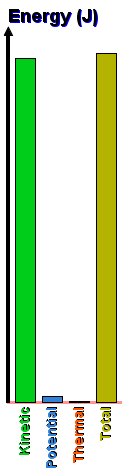 Energy (J)
Kinetic
Potential
Thermal
Total